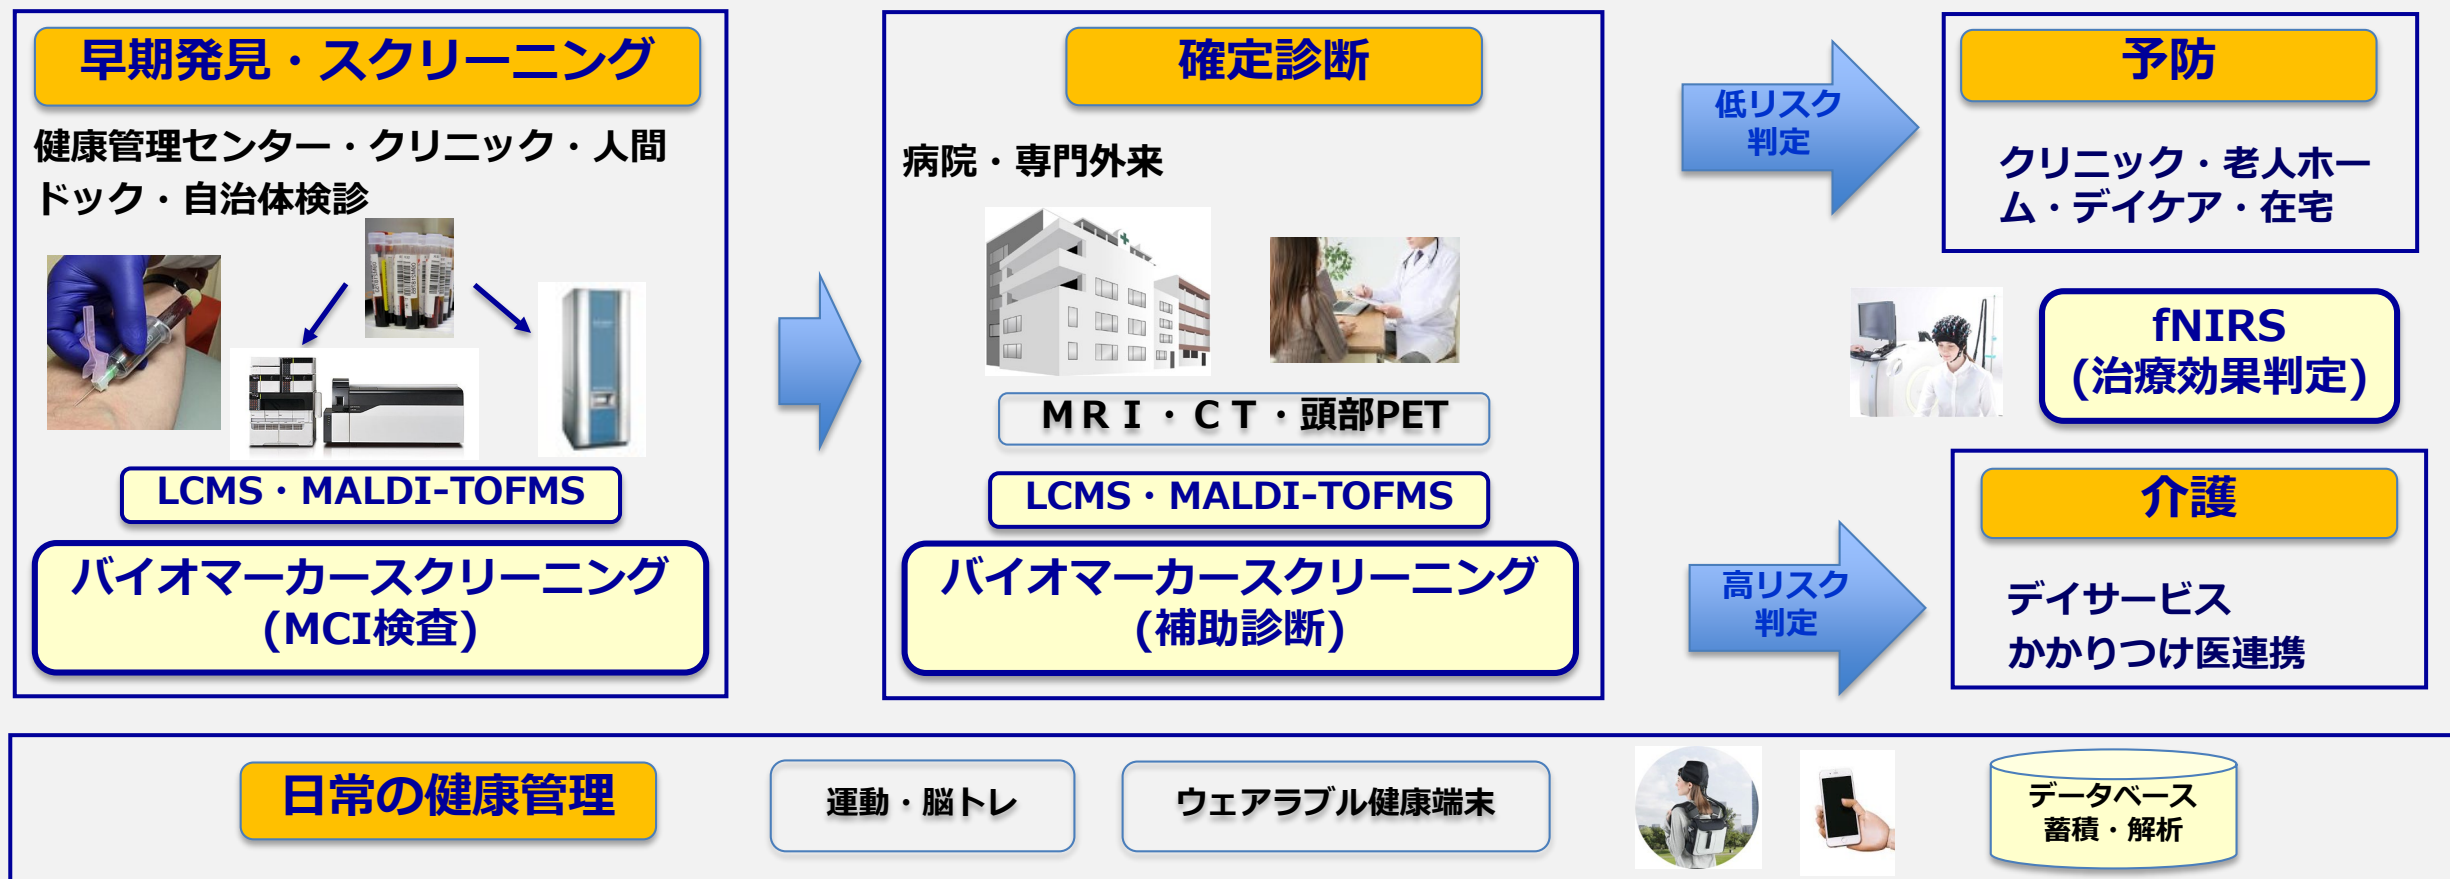 早期発見・スクリーニング
健康管理センター・クリニック・人間
ドック・自治体検診
LCMS・MALDI-TOFMS
バイオマーカースクリーニング
(MCI検査)
確定診断
病院・専門外来
ＭＲＩ・ＣＴ・頭部PET
LCMS・MALDI-TOFMS
バイオマーカースクリーニング
(補助診断)
低リスク
判定
予防
クリニック・老人ホー
ム・デイケア・在宅
fNIRS
(治療効果判定)
高リスク
判定
介護
デイサービス
かかりつけ医連携
日常の健康管理
運動・脳トレ
ウェアラブル健康端末
データベース
蓄積・解析